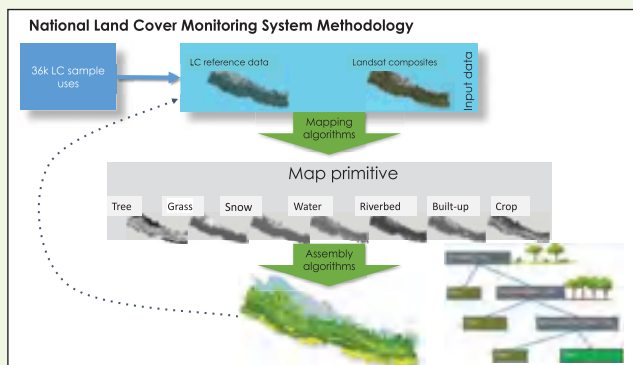 National Land Cover Monitoring System Methodology
36k LC sample
uses
LC reference data
Landsat composites
Input data
Mapping
algorithms
Map primitive
Tree
Grass
Snow
Water
Riverbed
Built-up
Crop
Assembly
algorithms